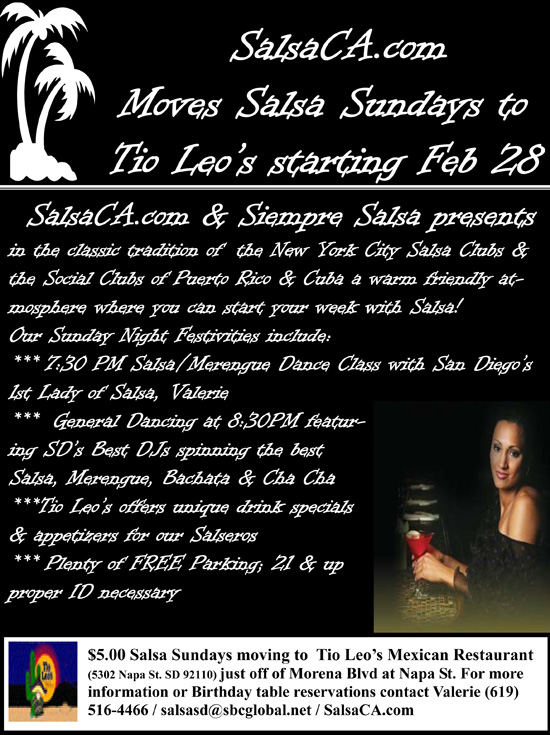 SalsaCA.com
Moves Salsa Sundays to
Tio Leo's starting Feb 28
SalsaCA.com & Siempre Salsa presents
in the classic tradition of the New York City Salsa Clubs &
the Social Clubs of Puerto Rico & Cuba a warm friendly at-
mosphere where you can start your week with Salsa!
Our Sunday Night Festivities include:
*** 7:30 PM Salsa/Merengue Dance Class with San Diego's
1st Lady of Salsa, Valerie
*** General Dancing at 8:30PM featur-
ing SD's Best DJs spinning the best
Salsa, Merengue, Bachata & Cha Cha
***Tio Leo's offers unique drink specials
& appetizers for our Salseros
*** Plenty of FREE Parking; 21 & up
proper ID necessary
Tio
Leo's
$5.00 Salsa Sundays moving to Tio Leo's Mexican Restaurant
(5302 Napa St. SD 92110) just off of Morena Blvd at Napa St. For more
information or Birthday table reservations contact Valerie (619)
516-4466 / salsasd@sbcglobal.net / SalsaCA.com